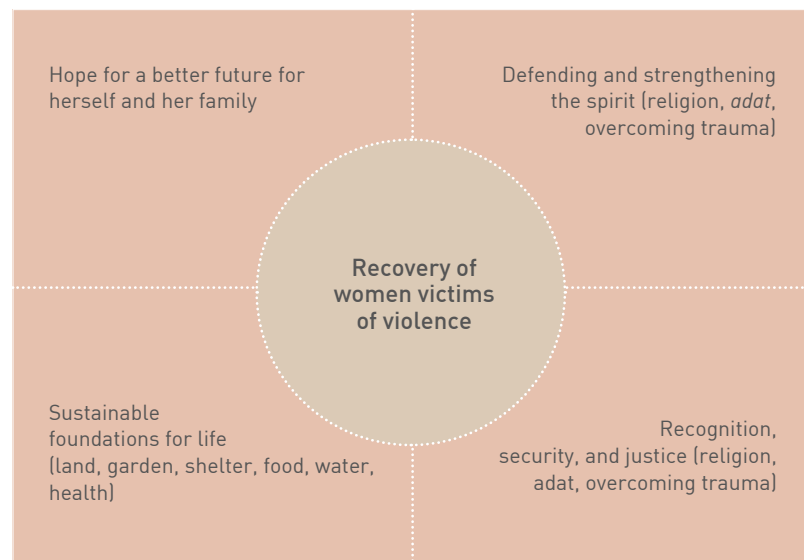 Hope for a better future for
herself and her family
Defending and strengthening
the spirit (religion, adat,
overcoming trauma)
Recovery of
women victims
of violence
Sustainable
foundations for life
(land, garden, shelter, food, water,
health)
Recognition,
security, and justice (religion,
adat, overcoming trauma)